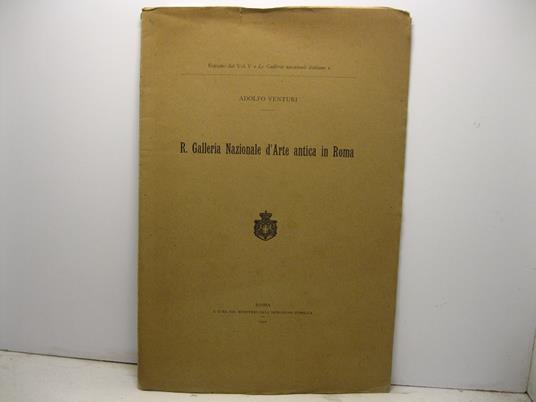 Estratto dal Vol. V « Le Gallerie nazionali italiane »
ADOLFO VENTURI
R. Galleria Nazionale d'Arte antica in Roma
ROMA
A CURA DEL MINISTERO DELL'ISTRUZIONE PUBBLICA